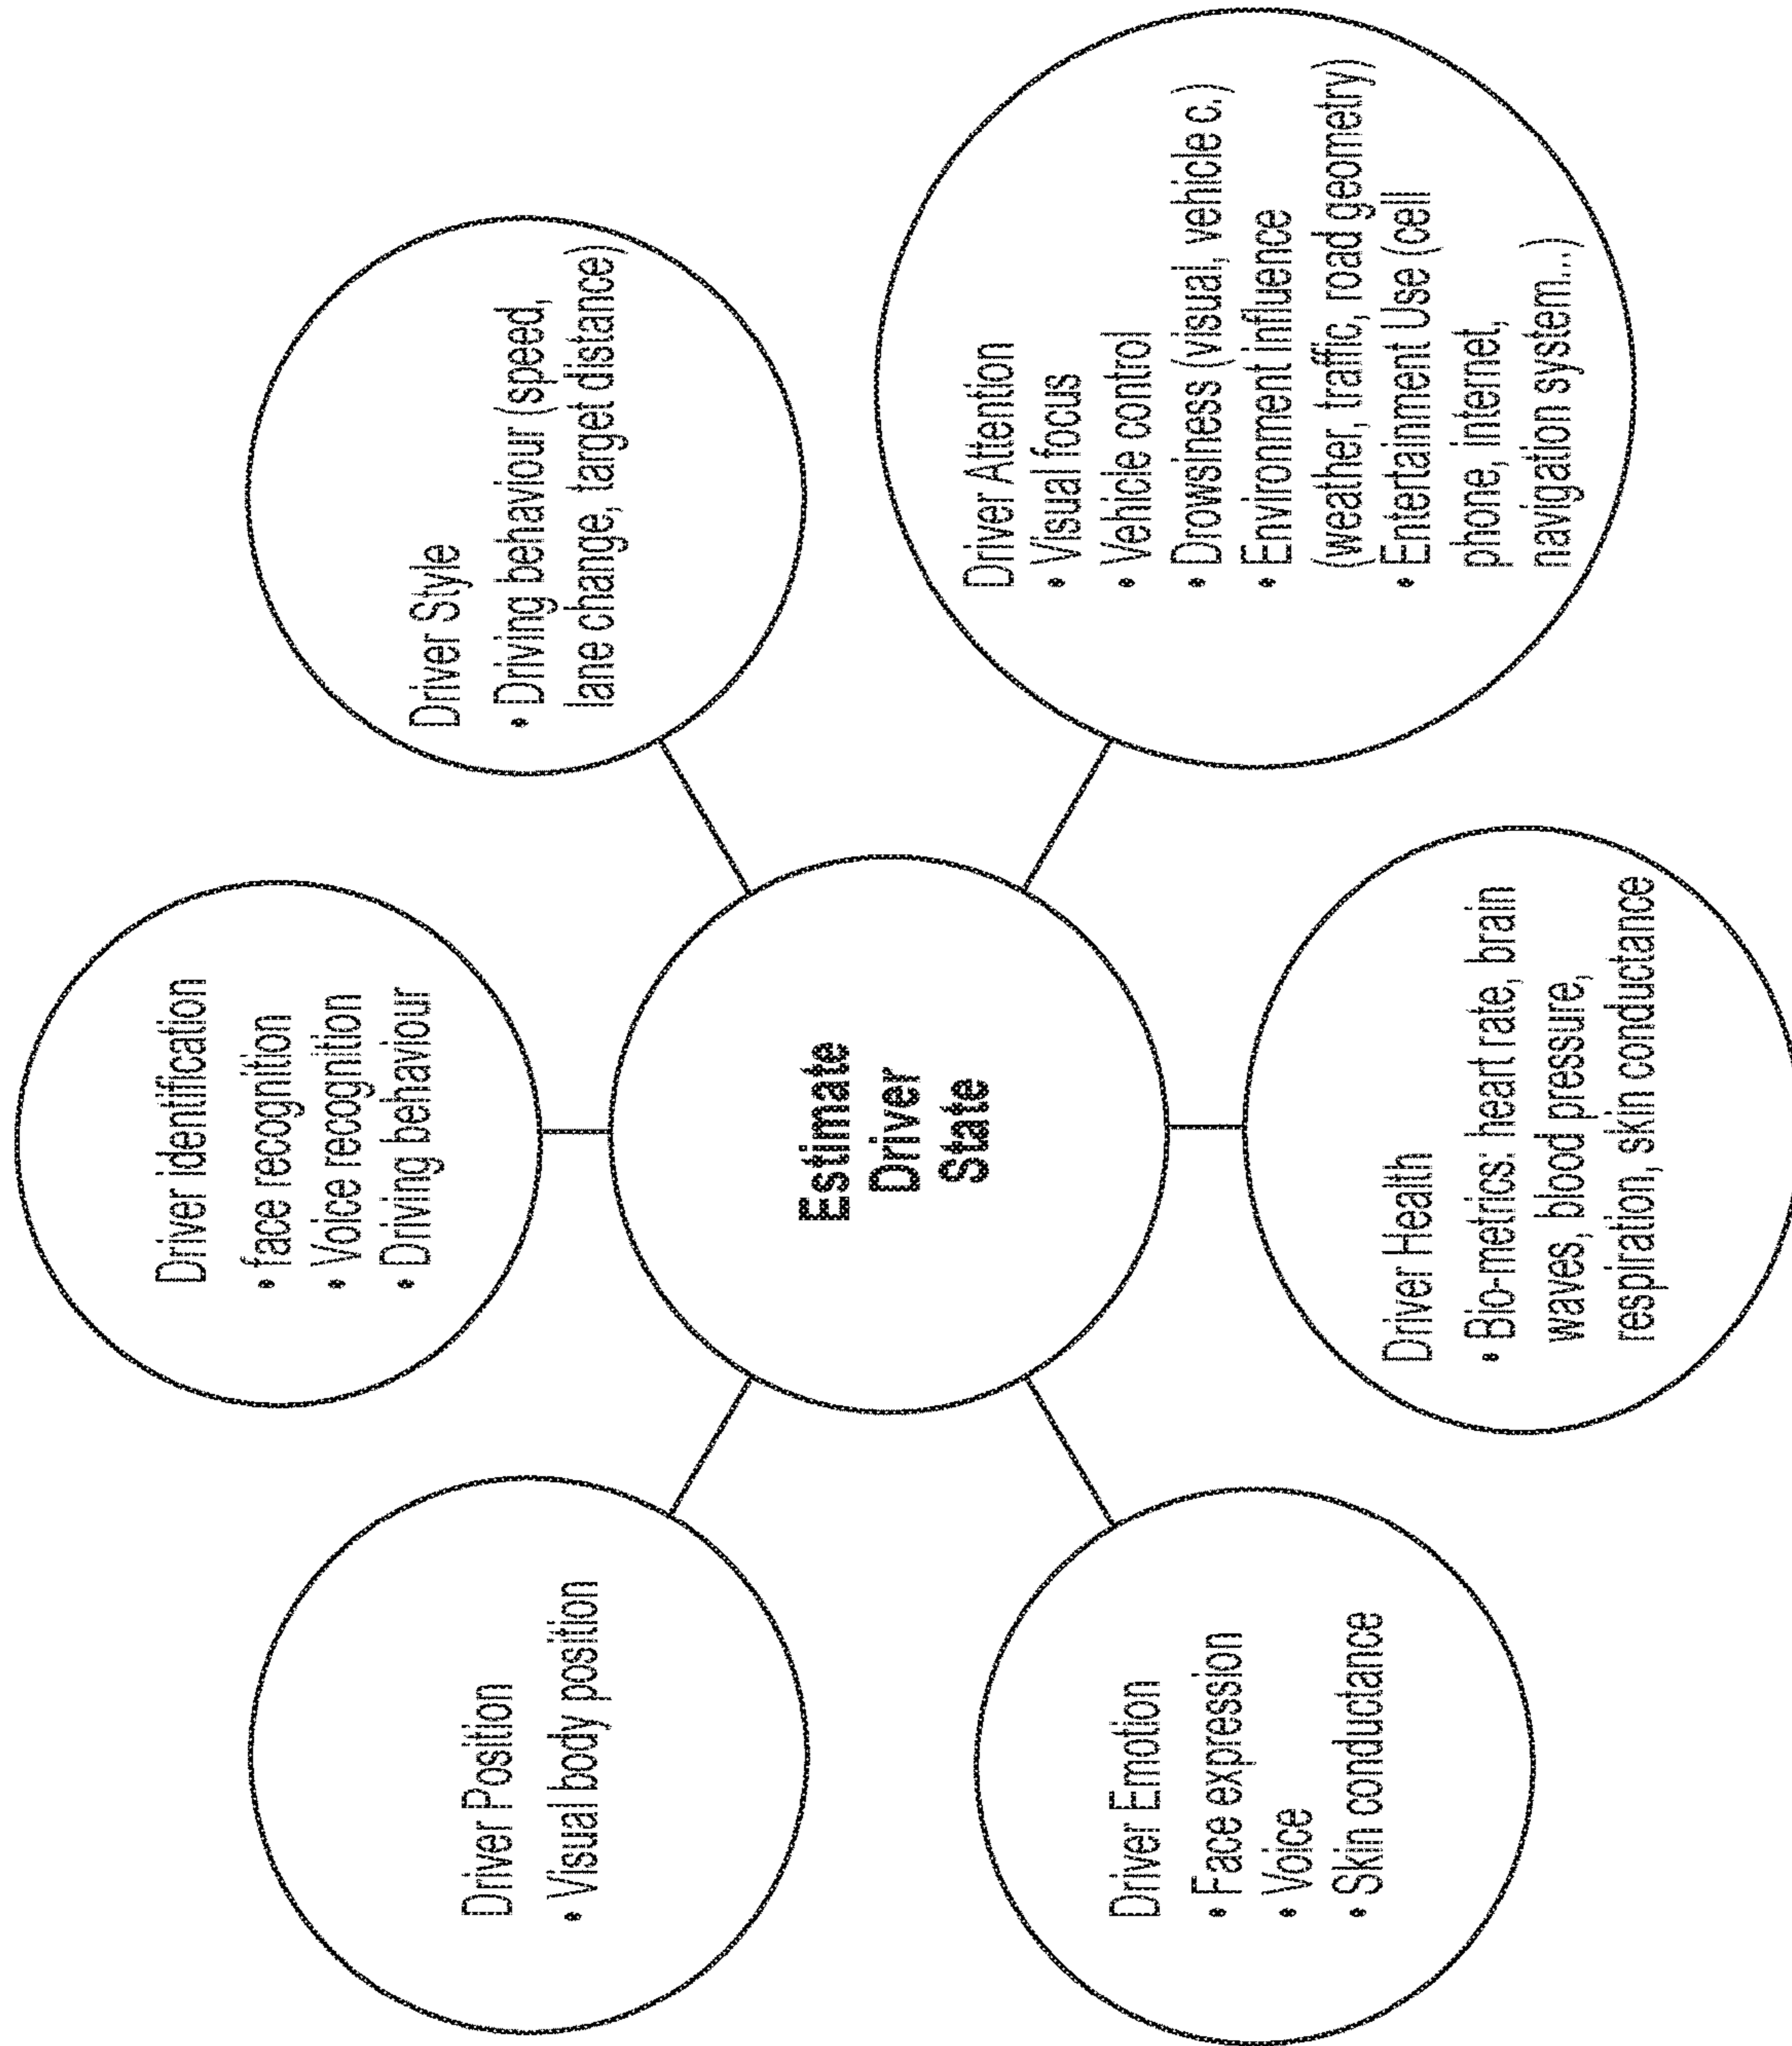 Driver identification
• face recognition
• Voice recognition
• Driving behaviour
Driver Position
• Visual body position
Driver Style
• Driving behaviour (speed,
lane change, target distance)
Estimate
Driver
State
Driver Emotion
• Face expression
• Voice
• Skin conductance
Driver Attention
• Visual focus
• Vehicle control
• Drowsiness (visual, vehicle c.)
• Environment influence
(weather, traffic, road geometry)
• Entertainment Use (cell
phone, internet,
navigation system...)
Driver Health
• Bio-metrics: heart rate, brain
waves, blood pressure,
respiration, skin conductance